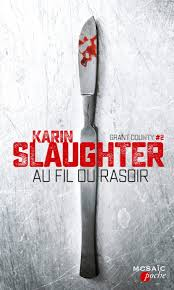 GRANT COUNTY #2
KARIN
SLAUGHTER
AU FIL DU RASOIR
MOSAÏC
poche